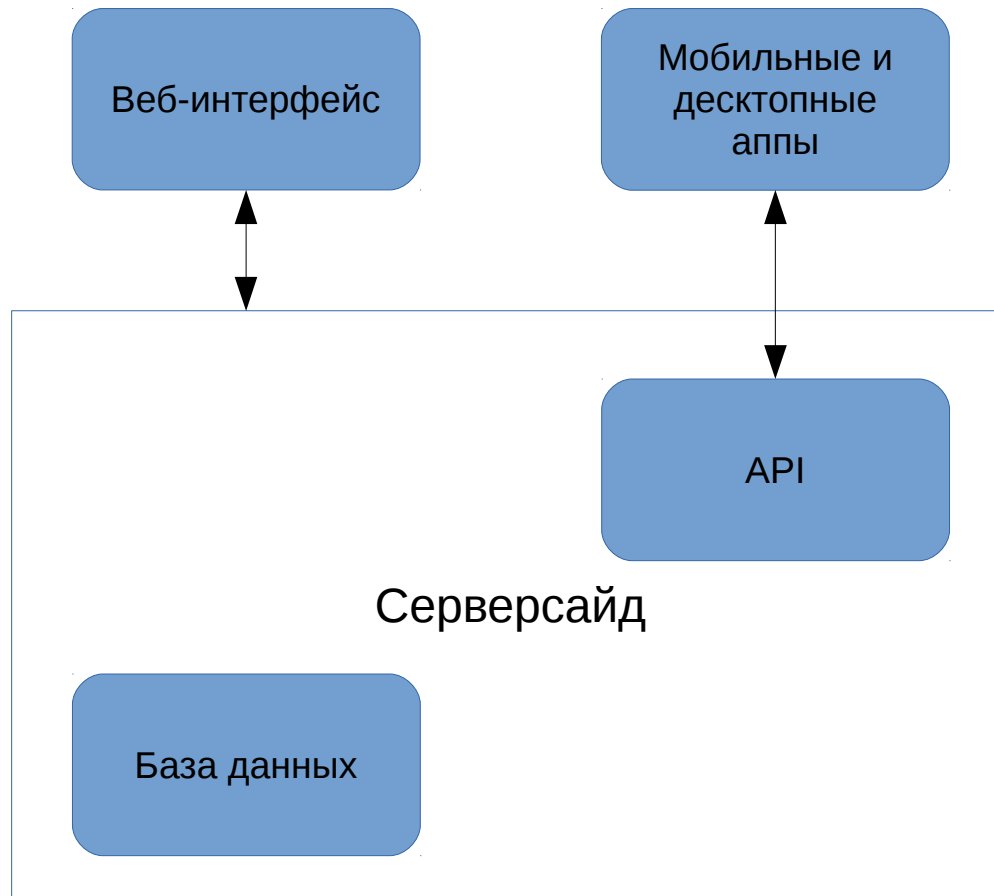 Веб-интерфейс
Мобильные и
десктопные
аппы
API
Серверсайд
База данных